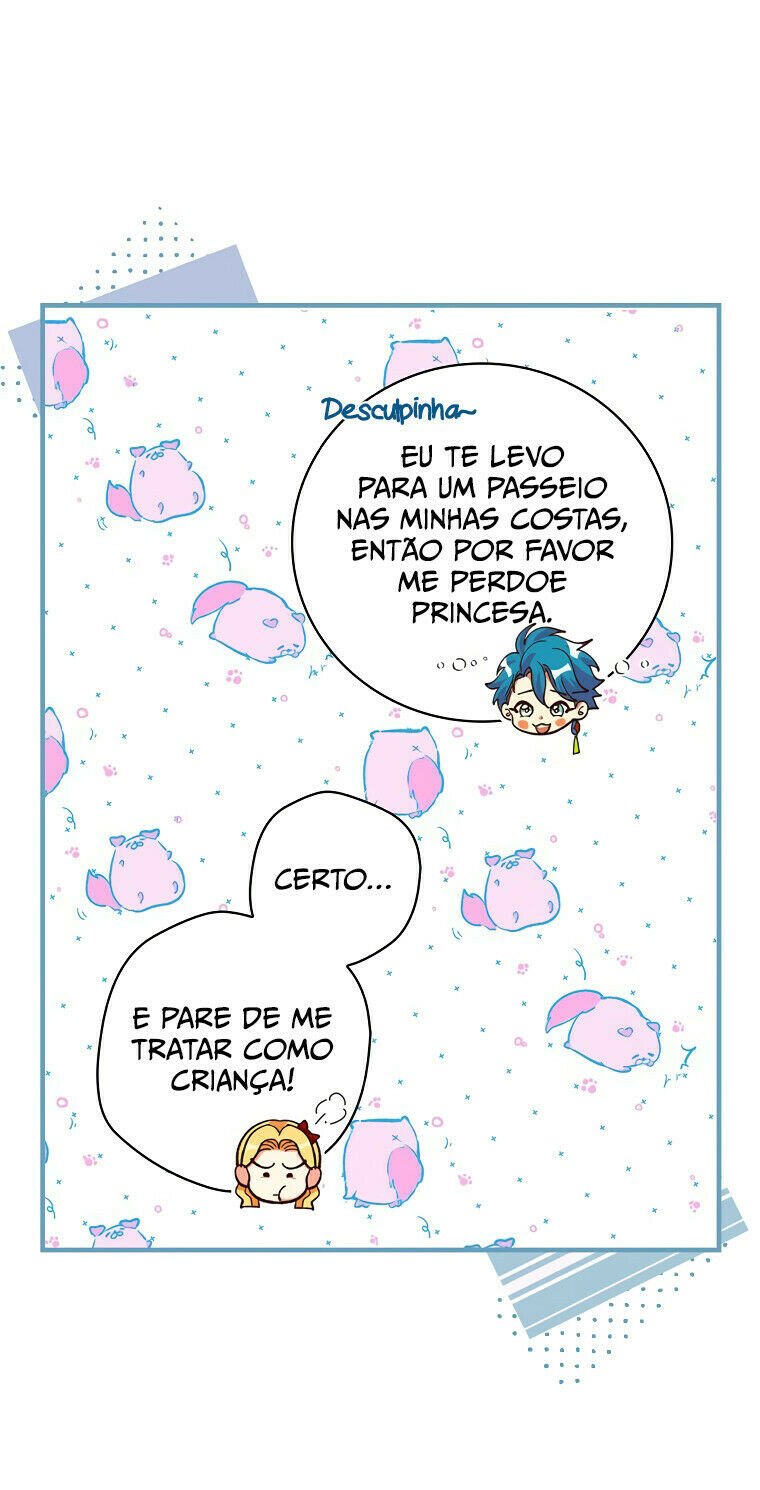 Desculpinha~
EU TE LEVO
PARA UM PASSEIO
NAS MINHAS COSTAS,
ENTÃO POR FAVOR
ME PERDOE
PRINCESA.
CERTO...
E PARE DE ME
TRATAR COMO
CRIANÇA!